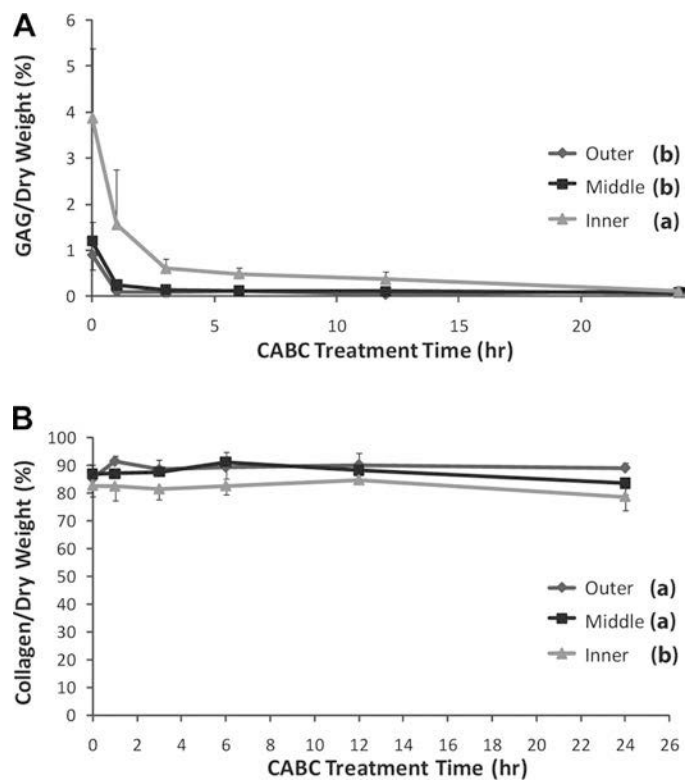 A
GAG/Dry Weight (%)
6
5
4
3
2
1
0
Outer (b)
Middle (b)
Inner (a)
0 5 10 15 20
CABC Treatment Time (hr)
B
Collagen/Dry Weight (%)
100
90
80
70
60
50
40
30
20
10
0
Outer (a)
Middle (a)
Inner (b)
0 2 4 6 8 10 12 14 16 18 20 22 24 26
CABC Treatment Time (hr)